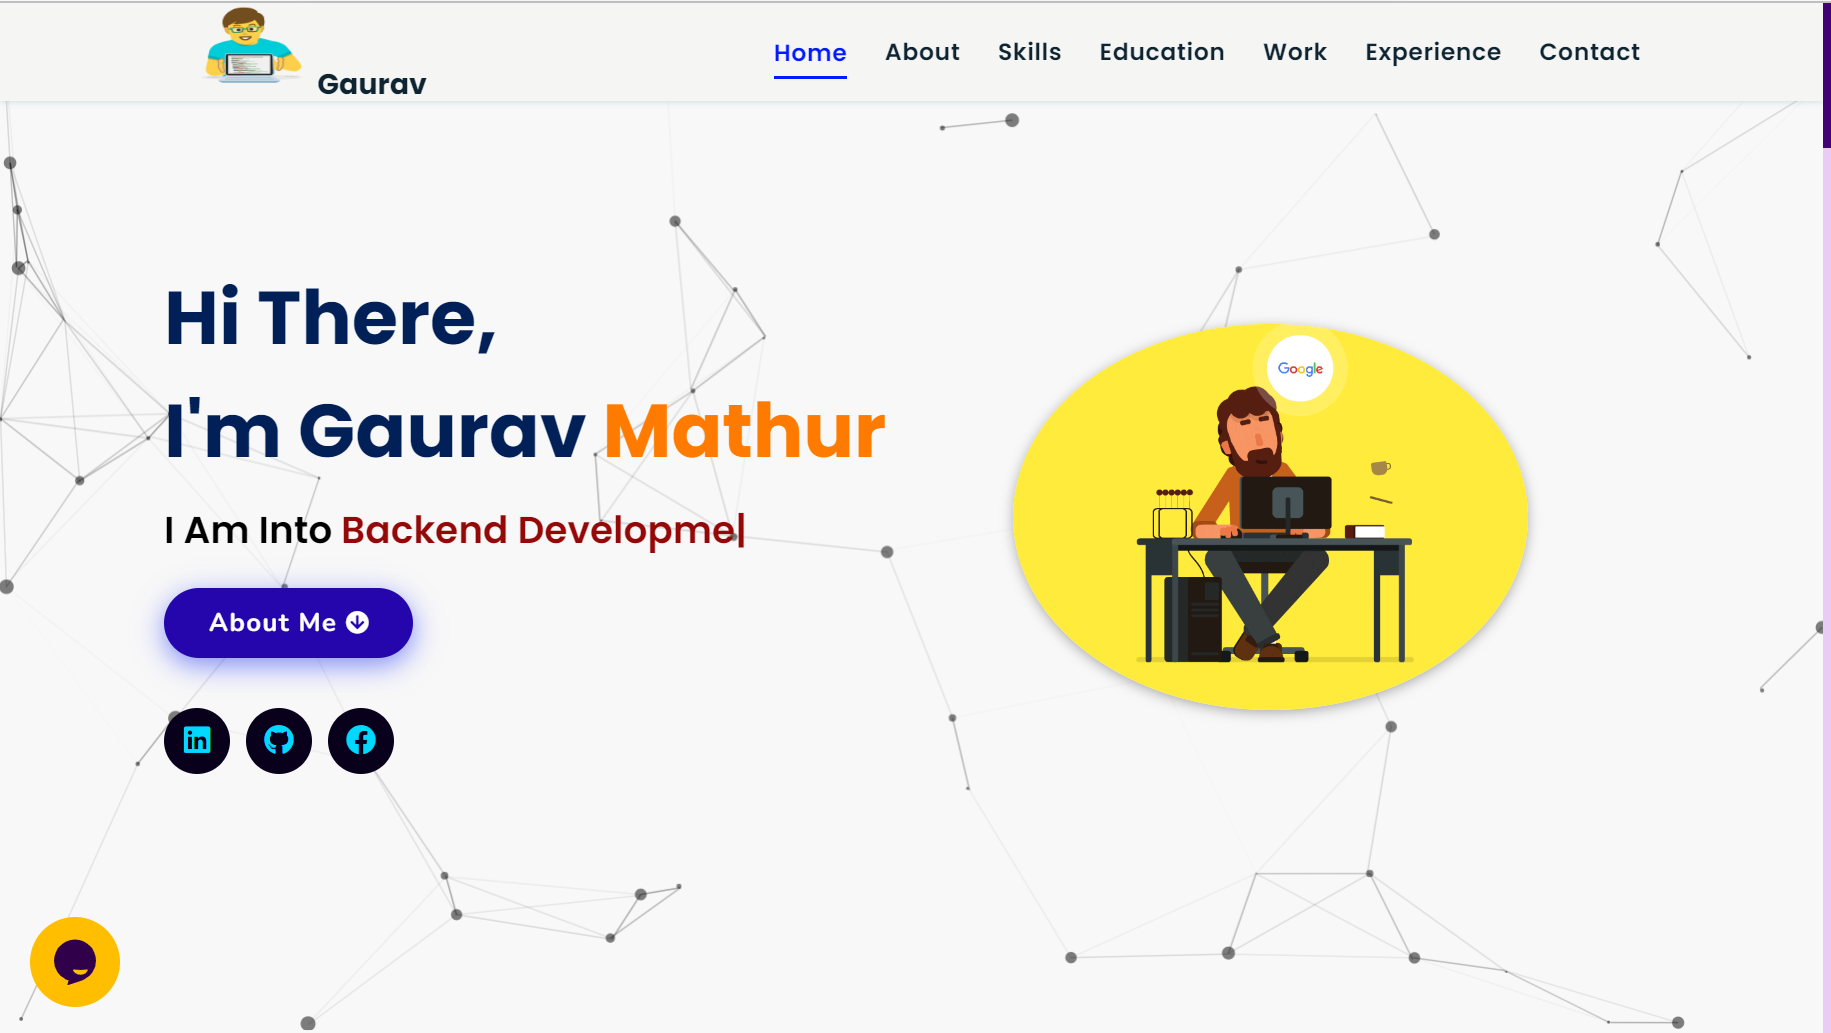 Gaurav
Home About Skills Education Work Experience Contact
Hi There,
I'm Gaurav Mathur
I Am Into Backend Developme|
About Me
Google
in